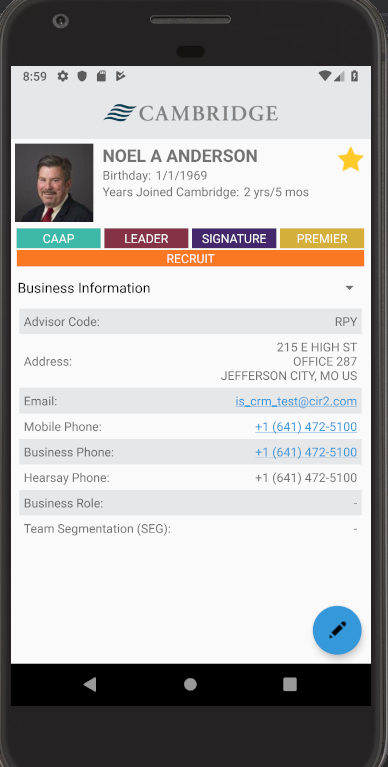 8:59
CAMBRIDGE
NOEL A ANDERSON
Birthday: 1/1/1969
Years Joined Cambridge: 2 yrs/5 mos
CAAP LEADER SIGNATURE PREMIER
RECRUIT
Business Information
Advisor Code: RPY
Address: 215 E HIGH ST
OFFICE 287
JEFFERSON CITY, MO US
Email: is_crm_test@cir2.com
Mobile Phone: +1 (641) 472-5100
Business Phone: +1 (641) 472-5100
Hearsay Phone: +1 (641) 472-5100
Business Role: -
Team Segmentation (SEG): -